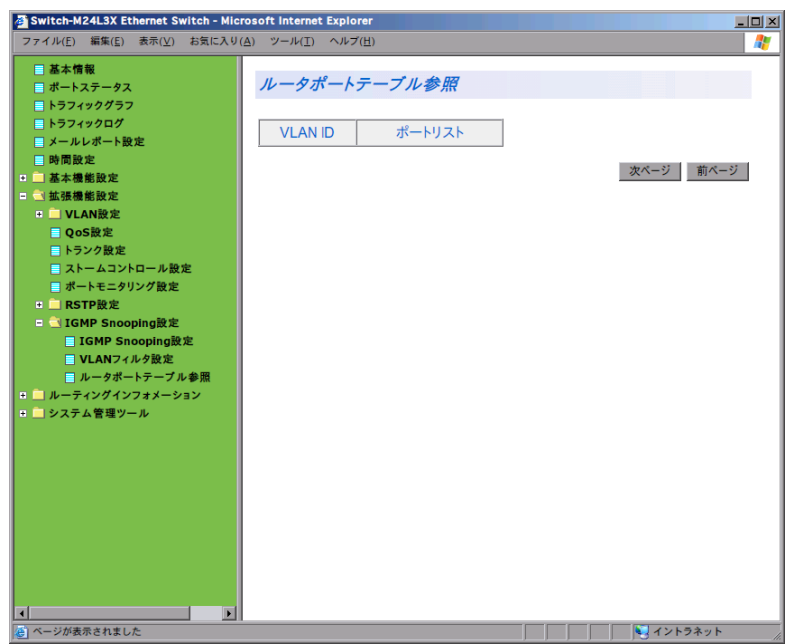 Switch-M24L3X Ethernet Switch - Microsoft Internet Explorer
ファイル(F) 編集(E) 表示(V) お気に入り(A) ツール(T) ヘルプ(H)
基本情報
ポートステータス
トラフィックグラフ
トラフィックログ
メールレポート設定
時間設定
基本機能設定
拡張機能設定
VLAN設定
QoS設定
トランク設定
ストームコントロール設定
ポートモニタリング設定
RSTP設定
IGMP Snooping設定
IGMP Snooping設定
VLANフィルタ設定
ルータポートテーブル参照
ルーティングインフォメーション
システム管理ツール
ルータポートテーブル参照
VLAN ID ポートリスト
次ページ 前ページ
ページが表示されました イントラネット